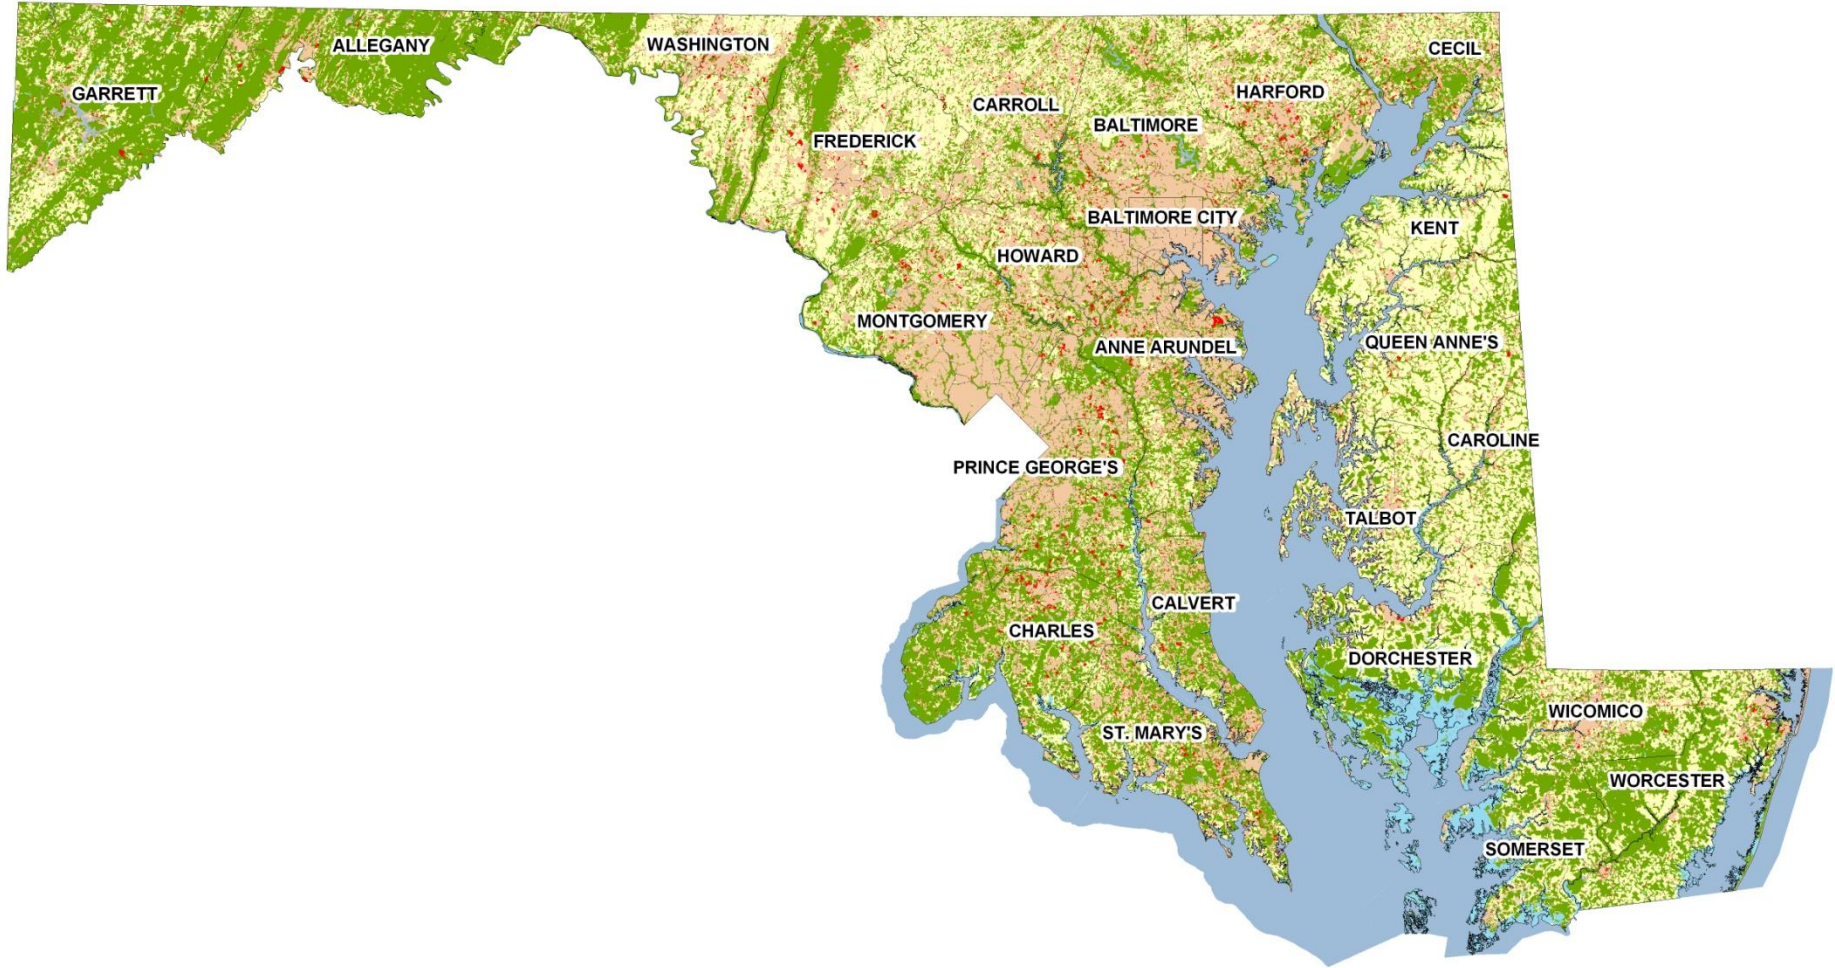 ALLEGANY
WASHINGTON
CECIL
GARRETT
HARFORD
CARROLL
BALTIMORE
FREDERICK
BALTIMORE CITY
KENT
HOWARD
MONTGOMERY
QUEEN ANNE'S
ANNE ARUNDEL
CAROLINE
PRINCE GEORGE'S
TALBOT
CALVERT
CHARLES
DORCHESTER
WICOMICO
ST. MARY'S
WORCESTER
SOMERSET